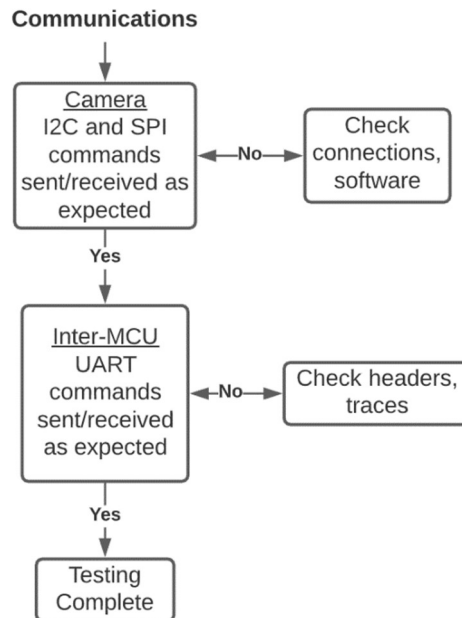 Communications
Camera
I2C and SPI
commands
sent/received as
expected
No
Check
connections,
software
Yes
Inter-MCU
UART
commands
sent/received
as expected
No
Check headers,
traces
Yes
Testing
Complete